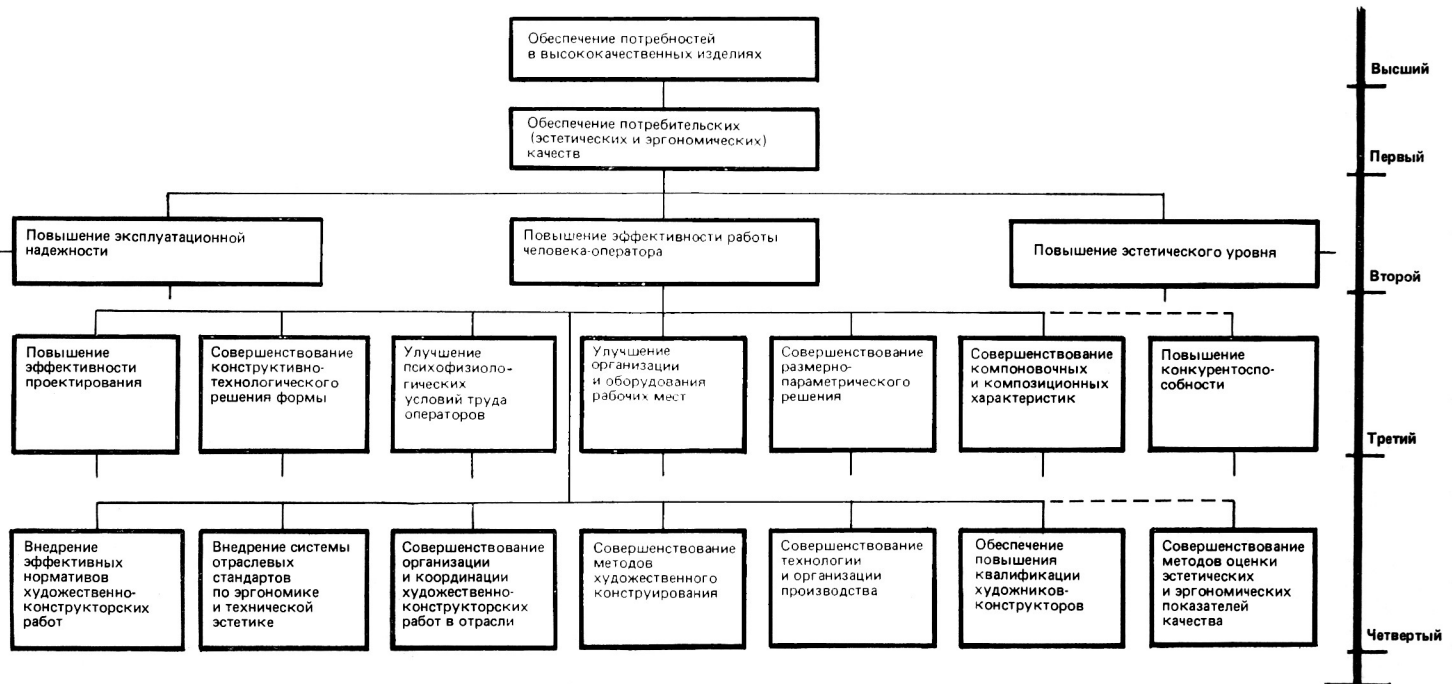 Обеспечение потребностей
в высококачественных изделиях
Высший
Обеспечение потребительских
(эстетических и эргономических)
качеств
Первый
Повышение эксплуатационной
надежности
Повышение эффективности работы
человека-оператора
Повышение эстетического уровня
Второй
Повышение
эффективности
проектирования
Совершенствование
конструктивно-
технологического
решения формы
Улучшение
психофизиоло-
гических
условий труда
операторов
Улучшение
организации
и оборудования
рабочих мест
Совершенствование
размерно-
параметрического
решения
Совершенствование
компоновочных
и композиционных
характеристик
Повышение
конкурентоспо-
собности
Третий
Внедрение
эффективных
нормативов
художественно-
конструкторских
работ
Внедрение системы
отраслевых
стандартов
по эргономике
и технической
эстетике
Совершенствование
организации
и координации
художественно-
конструкторских
работ в отрасли
Совершенствование
методов
художественного
конструирования
Совершенствование
технологии
и организации
производства
Обеспечение
повышения
квалификации
художников-
конструкторов
Совершенствование
методов оценки
эстетических
и эргономических
показателей
качества
Четвертый